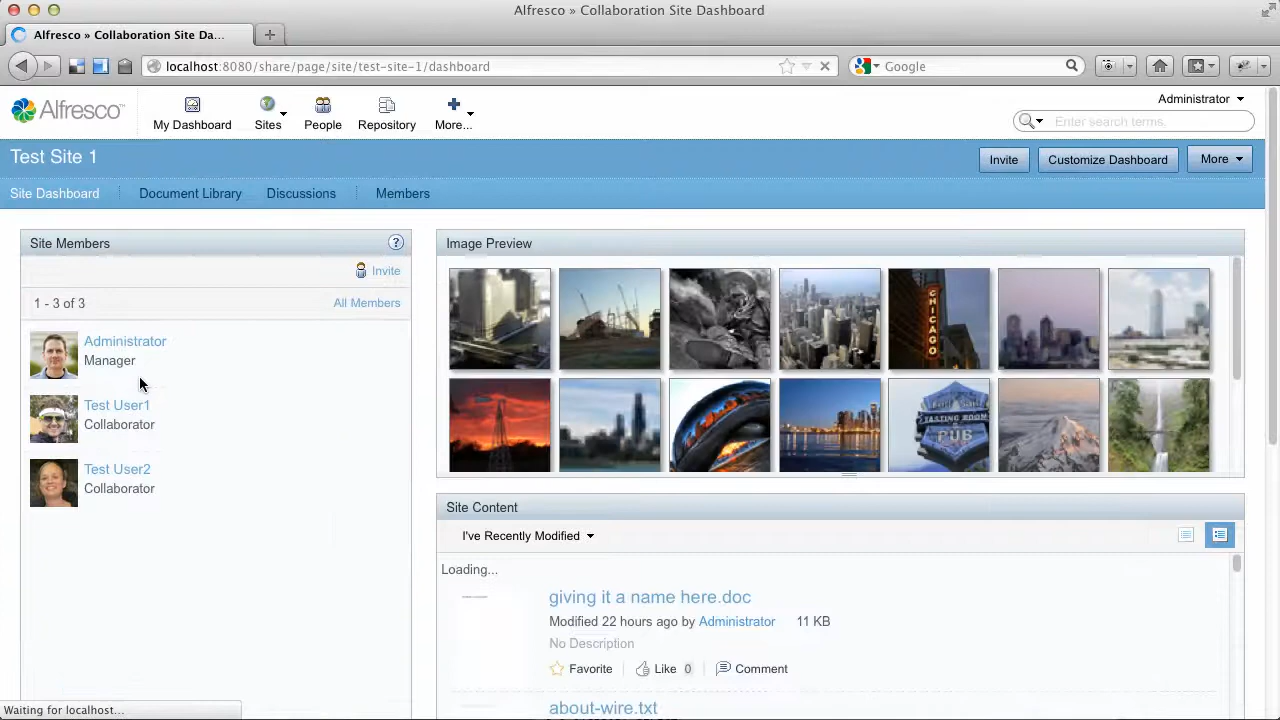 Alfresco » Collaboration Site Dashboard
Alfresco » Collaboration Site Da...
localhost:8080/share/page/site/test-site-1/dashboard
Google
Alfresco™
My Dashboard
Sites
People
Repository
More...
Administrator
Enter search terms.
Test Site 1
Invite
Customize Dashboard
More
Site Dashboard
Document Library
Discussions
Members
Site Members
?
Invite
1 - 3 of 3
All Members
Administrator
Manager
Test User1
Collaborator
Test User2
Collaborator
Image Preview
CHICAGO
TASTING ROOM
PUB
Site Content
I've Recently Modified
Loading...
giving it a name here.doc
Modified 22 hours ago by Administrator 11 KB
No Description
Favorite
Like 0
Comment
about-wire.txt
Waiting for localhost...